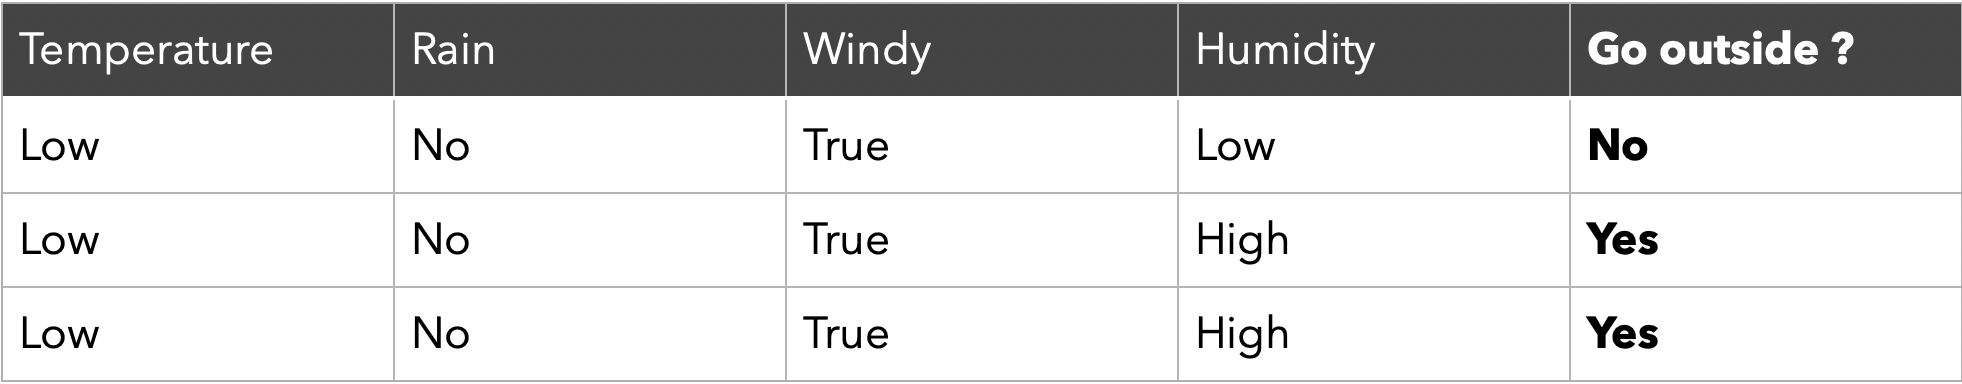 Temperature Rain Windy Humidity Go outside ?
Low No True Low No
Low No True High Yes
Low No True High Yes